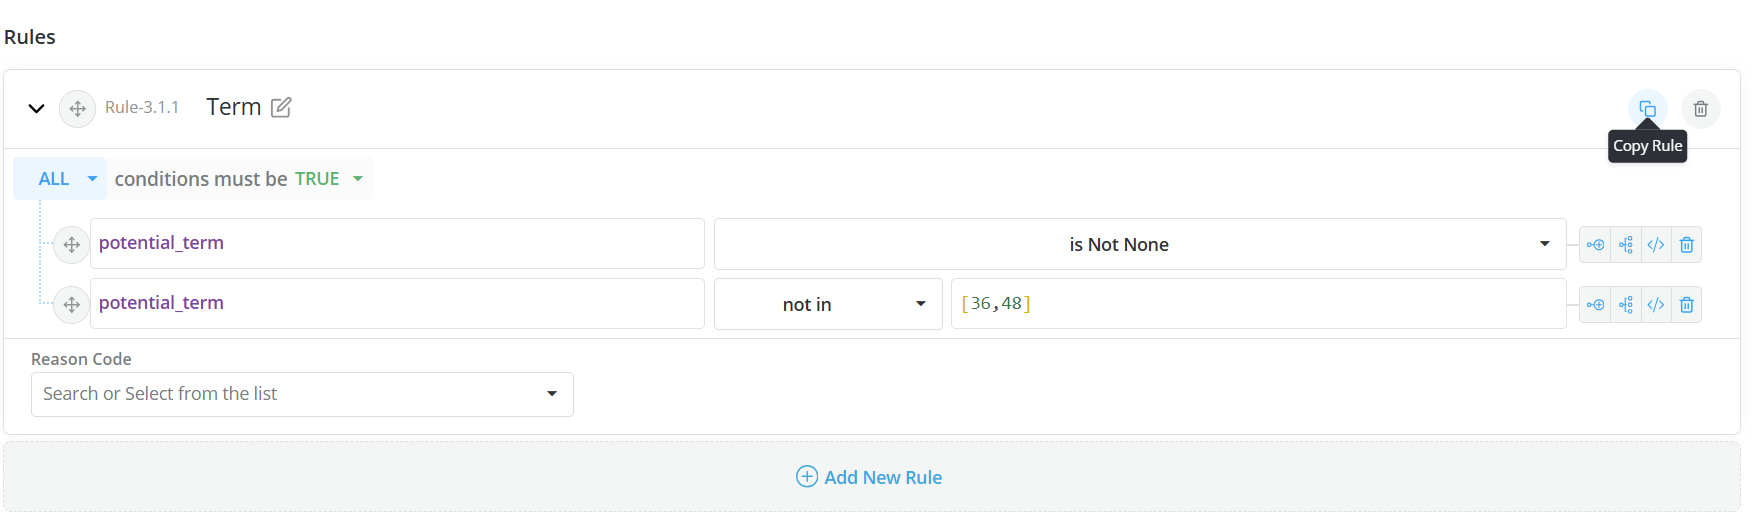 Rules
Rule-3.1.1 Term
Copy Rule
ALL conditions must be TRUE
potential_term is Not None
potential_term not in [36,48]
Reason Code
Search or Select from the list
Add New Rule